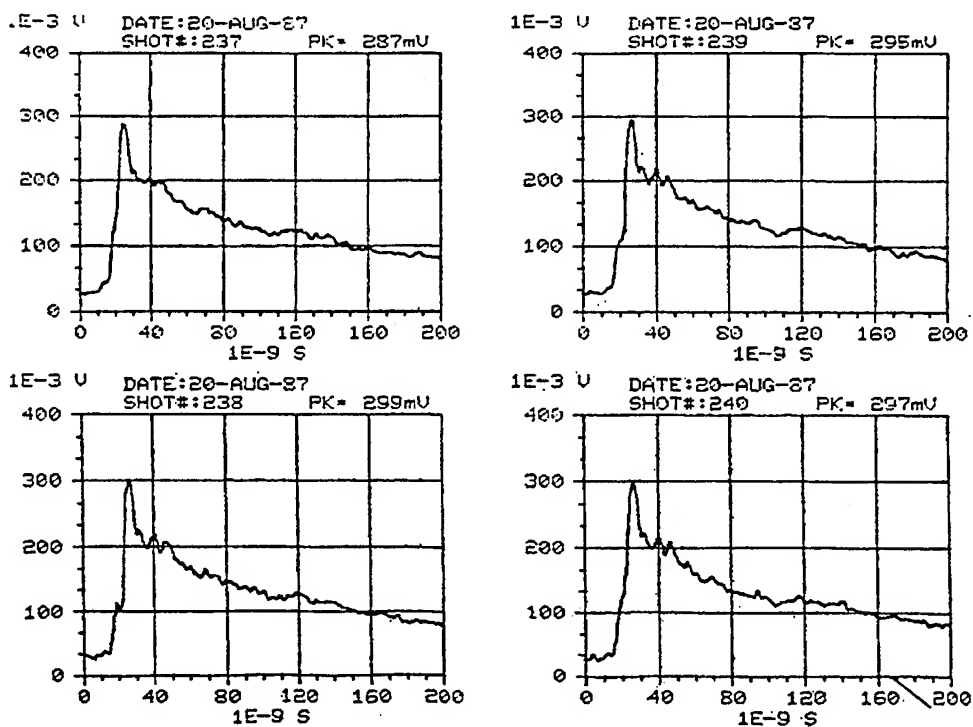 .E-3 V DATE:20-AUG-87
SHOT#:237 PK= 287mV
400
300
200
100
0
0 40 80 120 160 200
1E-9 S
1E-3 V DATE:20-AUG-87
SHOT#:239 PK= 295mV
400
300
200
100
0
0 40 80 120 160 200
1E-9 S
1E-3 V DATE:20-AUG-87
SHOT#:238 PK= 299mV
400
300
200
100
0
0 40 80 120 160 200
1E-9 S
1E-3 V DATE:20-AUG-87
SHOT#:240 PK= 297mV
400
300
200
100
0
0 40 80 120 160 200
1E-9 S